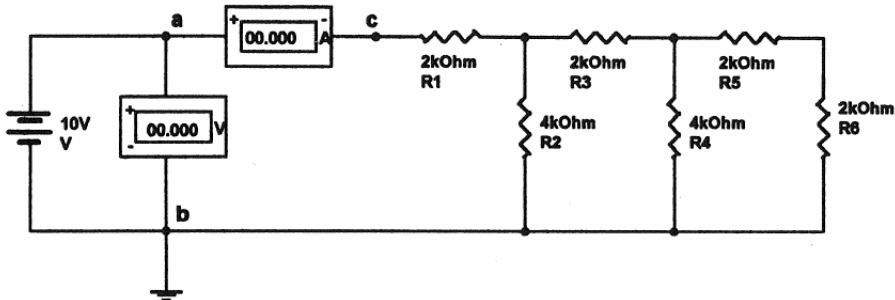 a
c
+ 00.000 - A
2kOhm
R1
2kOhm
R3
2kOhm
R5
10V
V
+ 00.000 - V
4kOhm
R2
4kOhm
R4
2kOhm
R6
b